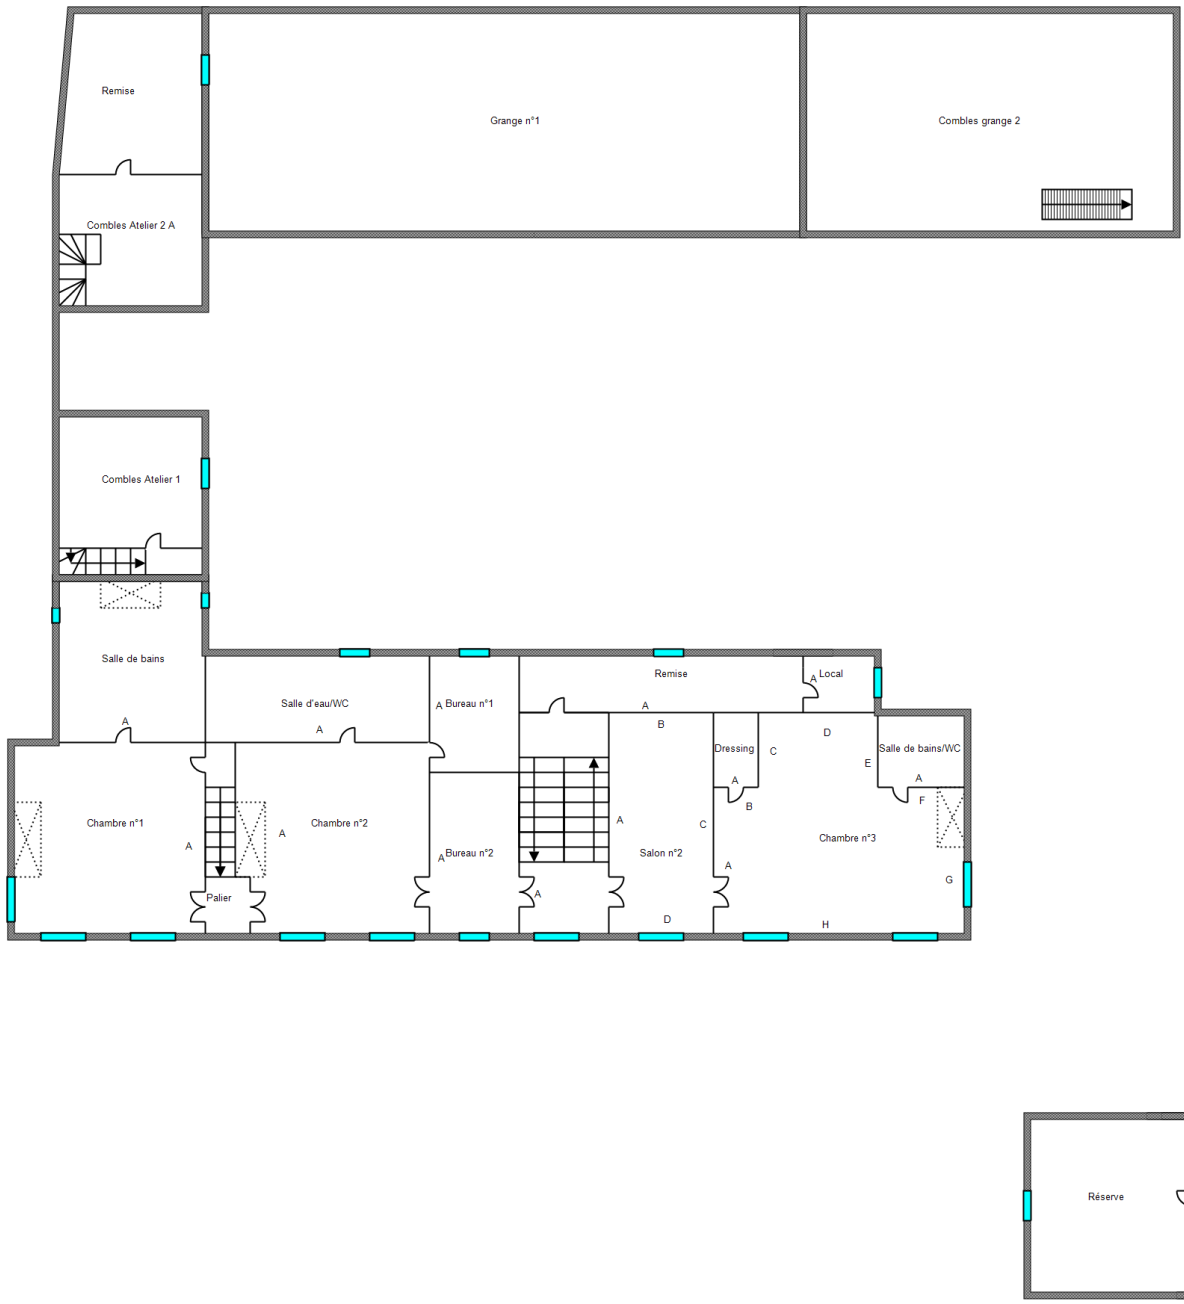 Remise
Grange n°1
Combles grange 2
Combles Atelier 2 A
Combles Atelier 1
Salle de bains
A
Salle d'eau/WC
A
A
Bureau n°1
Remise
A
A
Local
B
Dressing
A
B
C
D
E
Salle de bains/WC
A
F
Chambre n°1
A
A
Chambre n°2
A
Bureau n°2
A
A
Salon n°2
C
D
A
Chambre n°3
G
H
Palier
Réserve